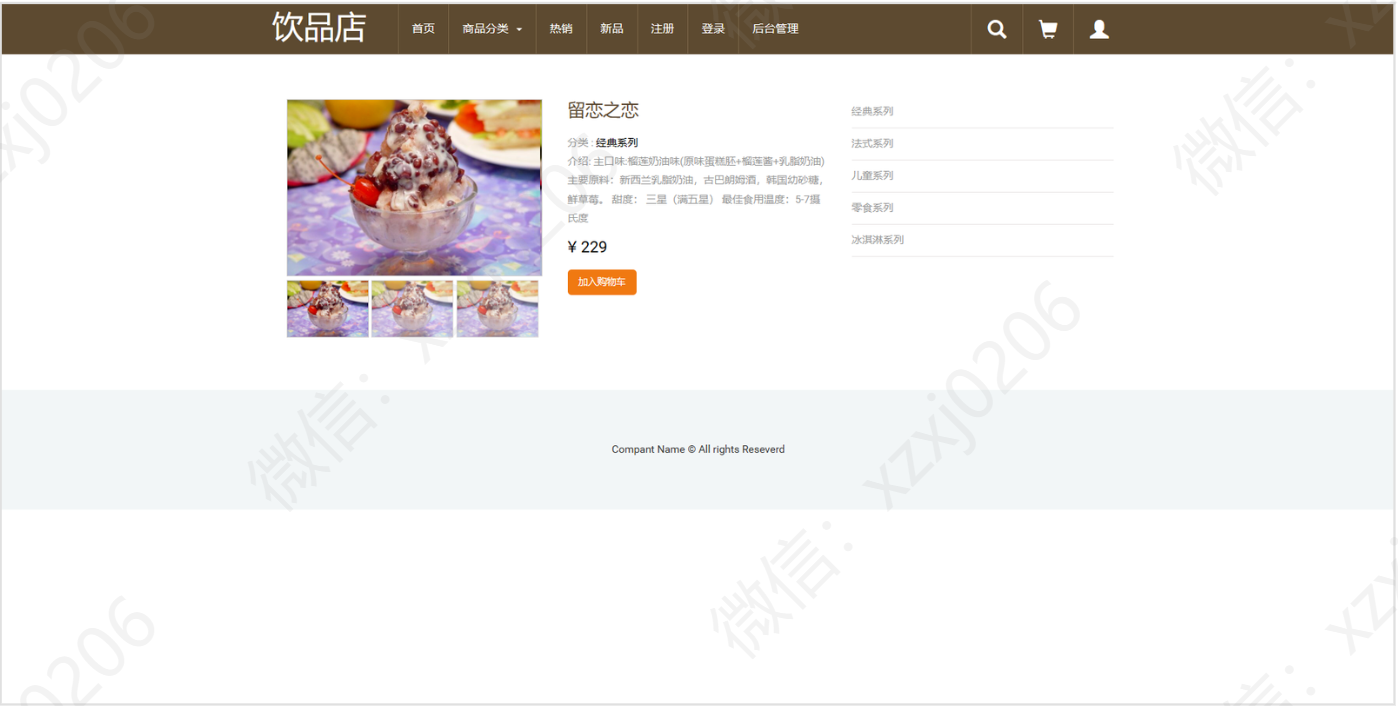 饮品店
首页
商品分类
热销
新品
注册
登录
后台管理
留恋之恋
分类 : 经典系列
介绍: 主口味:榴莲奶油味(原味蛋糕胚+榴莲酱+乳脂奶油)
主要原料：新西兰乳脂奶油，古巴朗姆酒，韩国幼砂糖，
鲜草莓。 甜度： 三星（满五星） 最佳食用温度：5-7摄
氏度
¥ 229
加入购物车
经典系列
法式系列
儿童系列
零食系列
冰淇淋系列
Compant Name © All rights Reseverd
微信：xzxj0206